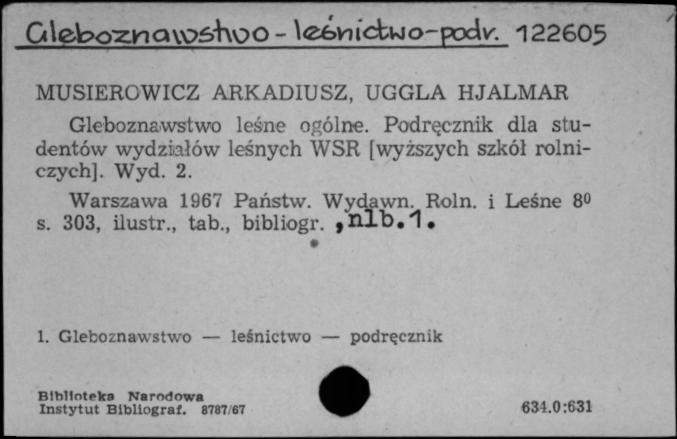 Gleboznawstwo - leśnictwo - podr. 122605
MUSIEROWICZ ARKADIUSZ, UGGLA HJALMAR
Gleboznawstwo leśne ogólne. Podręcznik dla stu-
dentów wydziałów leśnych WSR [wyższych szkół rolni-
czych]. Wyd. 2.
Warszawa 1967 Państw. Wydawn. Roln. i Leśne 8⁰
s. 303, ilustr., tab., bibliogr. ,nlb.1.
1. Gleboznawstwo — leśnictwo — podręcznik
Biblioteka Narodowa
Instytut Bibliograf. 8787/67
634.0:631